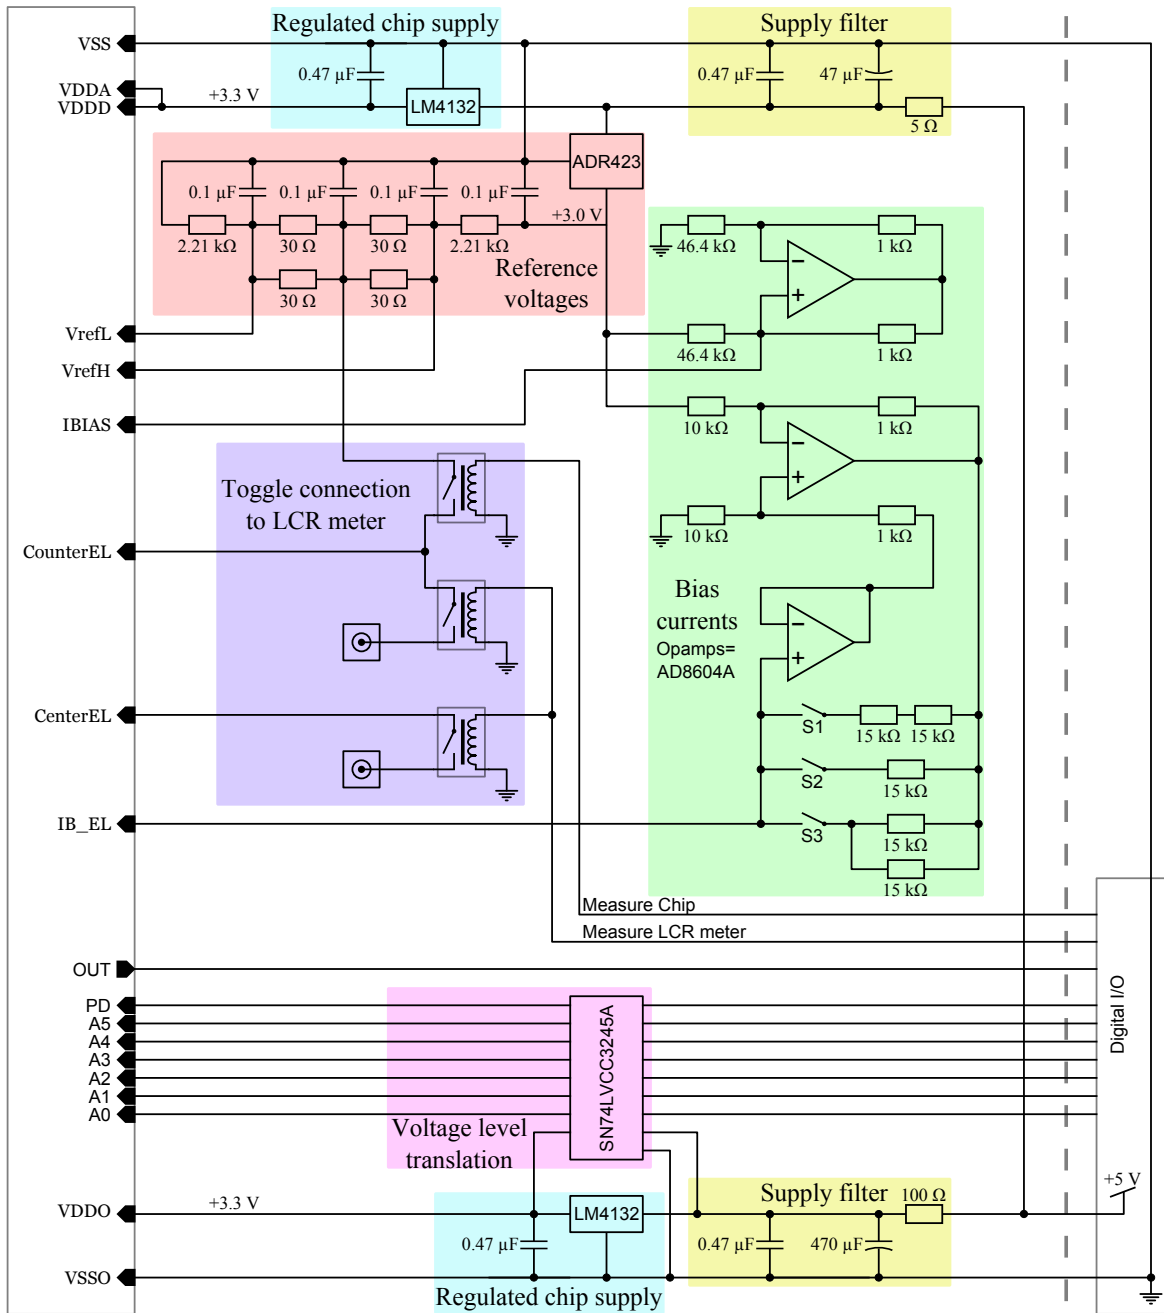 Regulated chip supply
Supply filter
VSS
0.47 µF
0.47 µF
47 µF
VDDA
+3.3 V
VDDD
LM4132
5 Ω
ADR423
0.1 µF
0.1 µF
0.1 µF
0.1 µF
+3.0 V
2.21 kΩ
30 Ω
30 Ω
2.21 kΩ
46.4 kΩ
1 kΩ
Reference
voltages
30 Ω
30 Ω
VrefL
46.4 kΩ
1 kΩ
VrefH
IBIAS
10 kΩ
1 kΩ
Toggle connection
to LCR meter
10 kΩ
1 kΩ
CounterEL
Bias
currents
Opamps=
AD8604A
CenterEL
S1
15 kΩ
15 kΩ
S2
15 kΩ
IB_EL
S3
15 kΩ
15 kΩ
Measure Chip
Measure LCR meter
OUT
Digital I/O
PD
A5
A4
A3
A2
A1
A0
SN74LVCC3245A
Voltage level
translation
+5 V
Supply filter
100 Ω
+3.3 V
VDDO
LM4132
0.47 µF
0.47 µF
470 µF
VSSO
Regulated chip supply